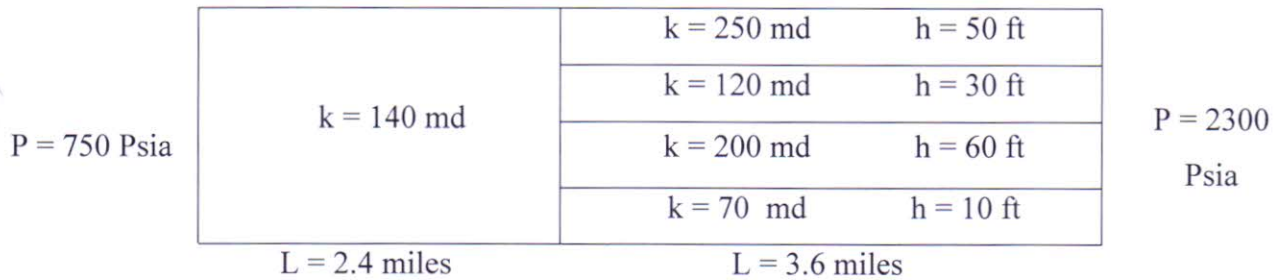 k = 250 md h = 50 ft
k = 120 md h = 30 ft
k = 140 md
P = 750 Psia
k = 200 md h = 60 ft
k = 70 md h = 10 ft
P = 2300
Psia
L = 2.4 miles L = 3.6 miles